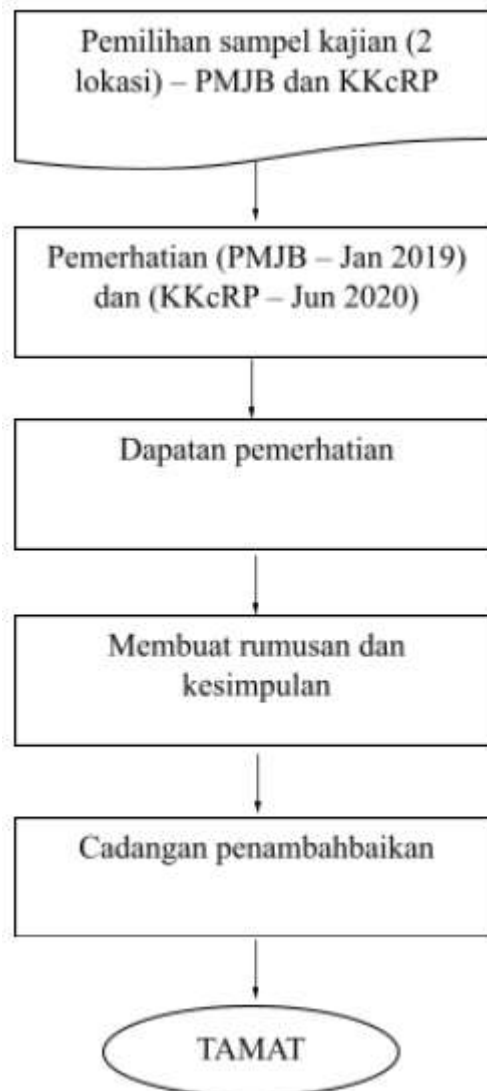 Pemilihan sampel kajian (2
lokasi) – PMJB dan KKcRP
Pemerhatian (PMJB – Jan 2019)
dan (KKcRP – Jun 2020)
Dapatan pemerhatian
Membuat rumusan dan
kesimpulan
Cadangan penambahbaikan
TAMAT